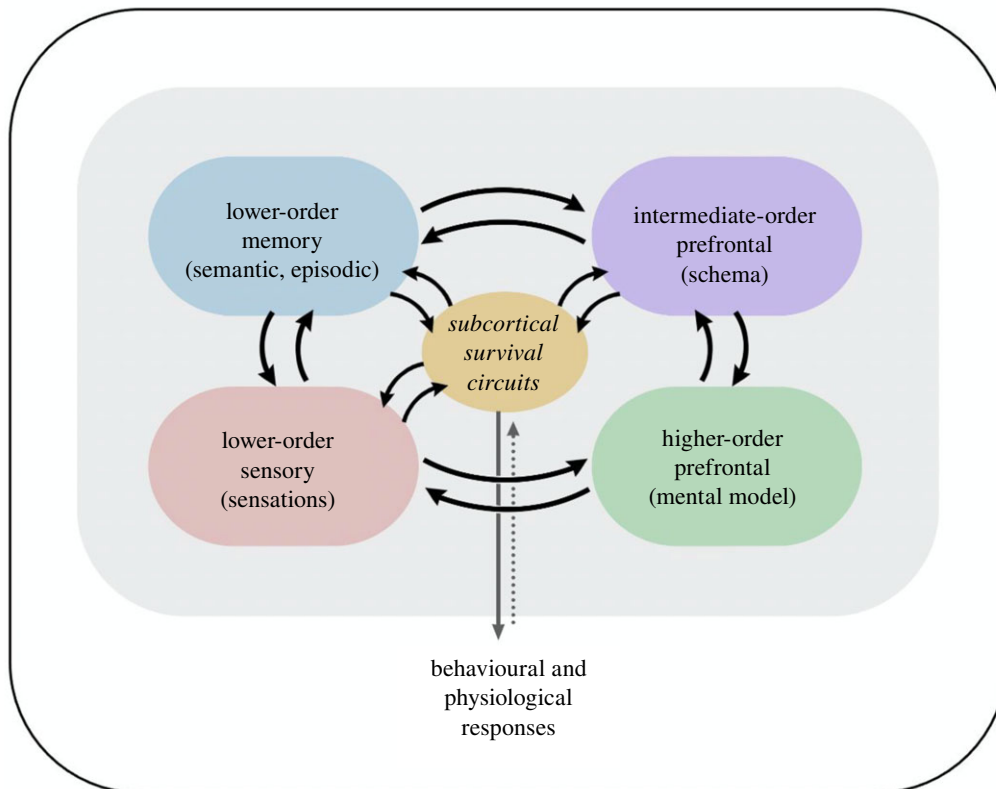 lower-order
memory
(semantic, episodic)
intermediate-order
prefrontal
(schema)
subcortical
survival
circuits
lower-order
sensory
(sensations)
higher-order
prefrontal
(mental model)
behavioural and
physiological
responses